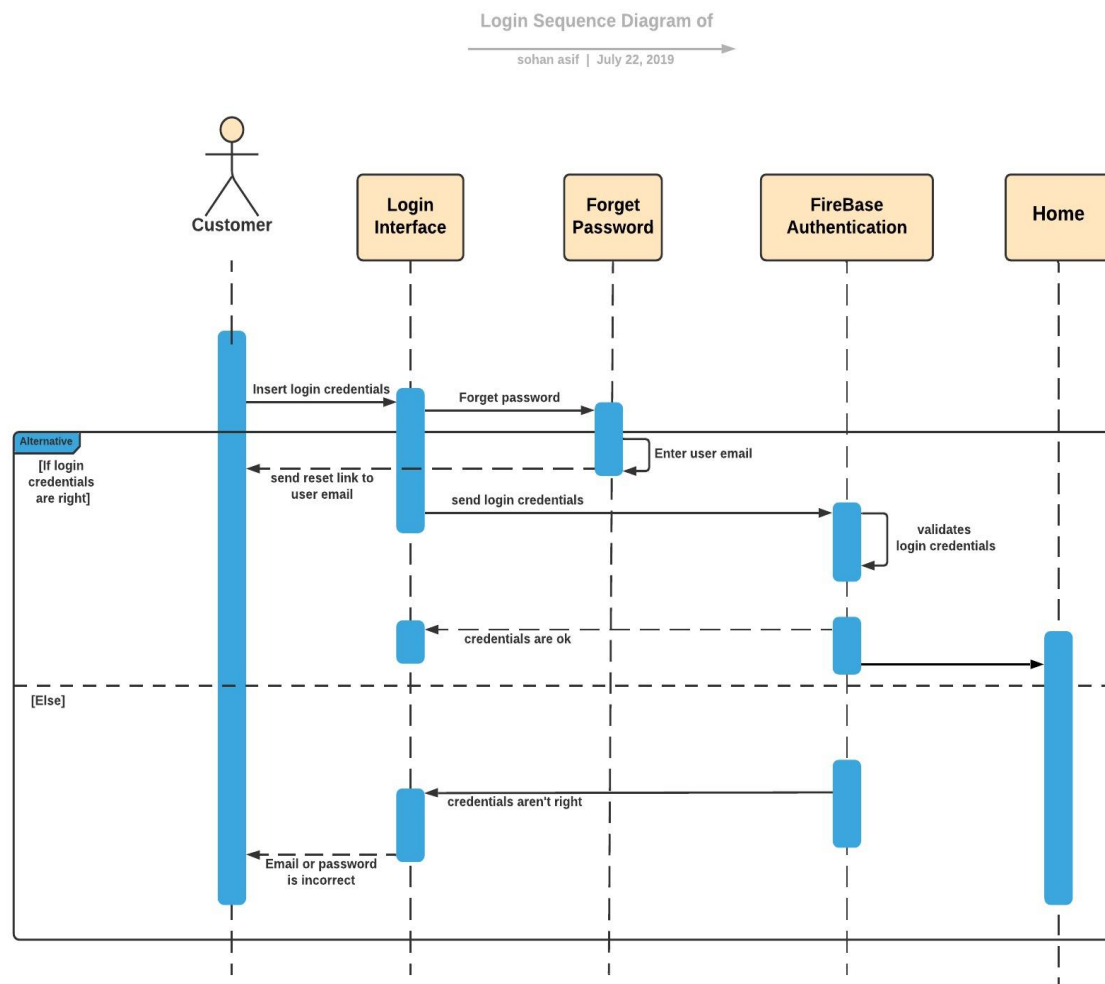 Login Sequence Diagram of
sohan asif | July 22, 2019
Customer
Login
Interface
Forget
Password
FireBase
Authentication
Home
Insert login credentials
Forget password
Alternative
[If login
credentials
are right]
Enter user email
send reset link to
user email
send login credentials
validates
login credentials
credentials are ok
[Else]
credentials aren't right
Email or password
is incorrect